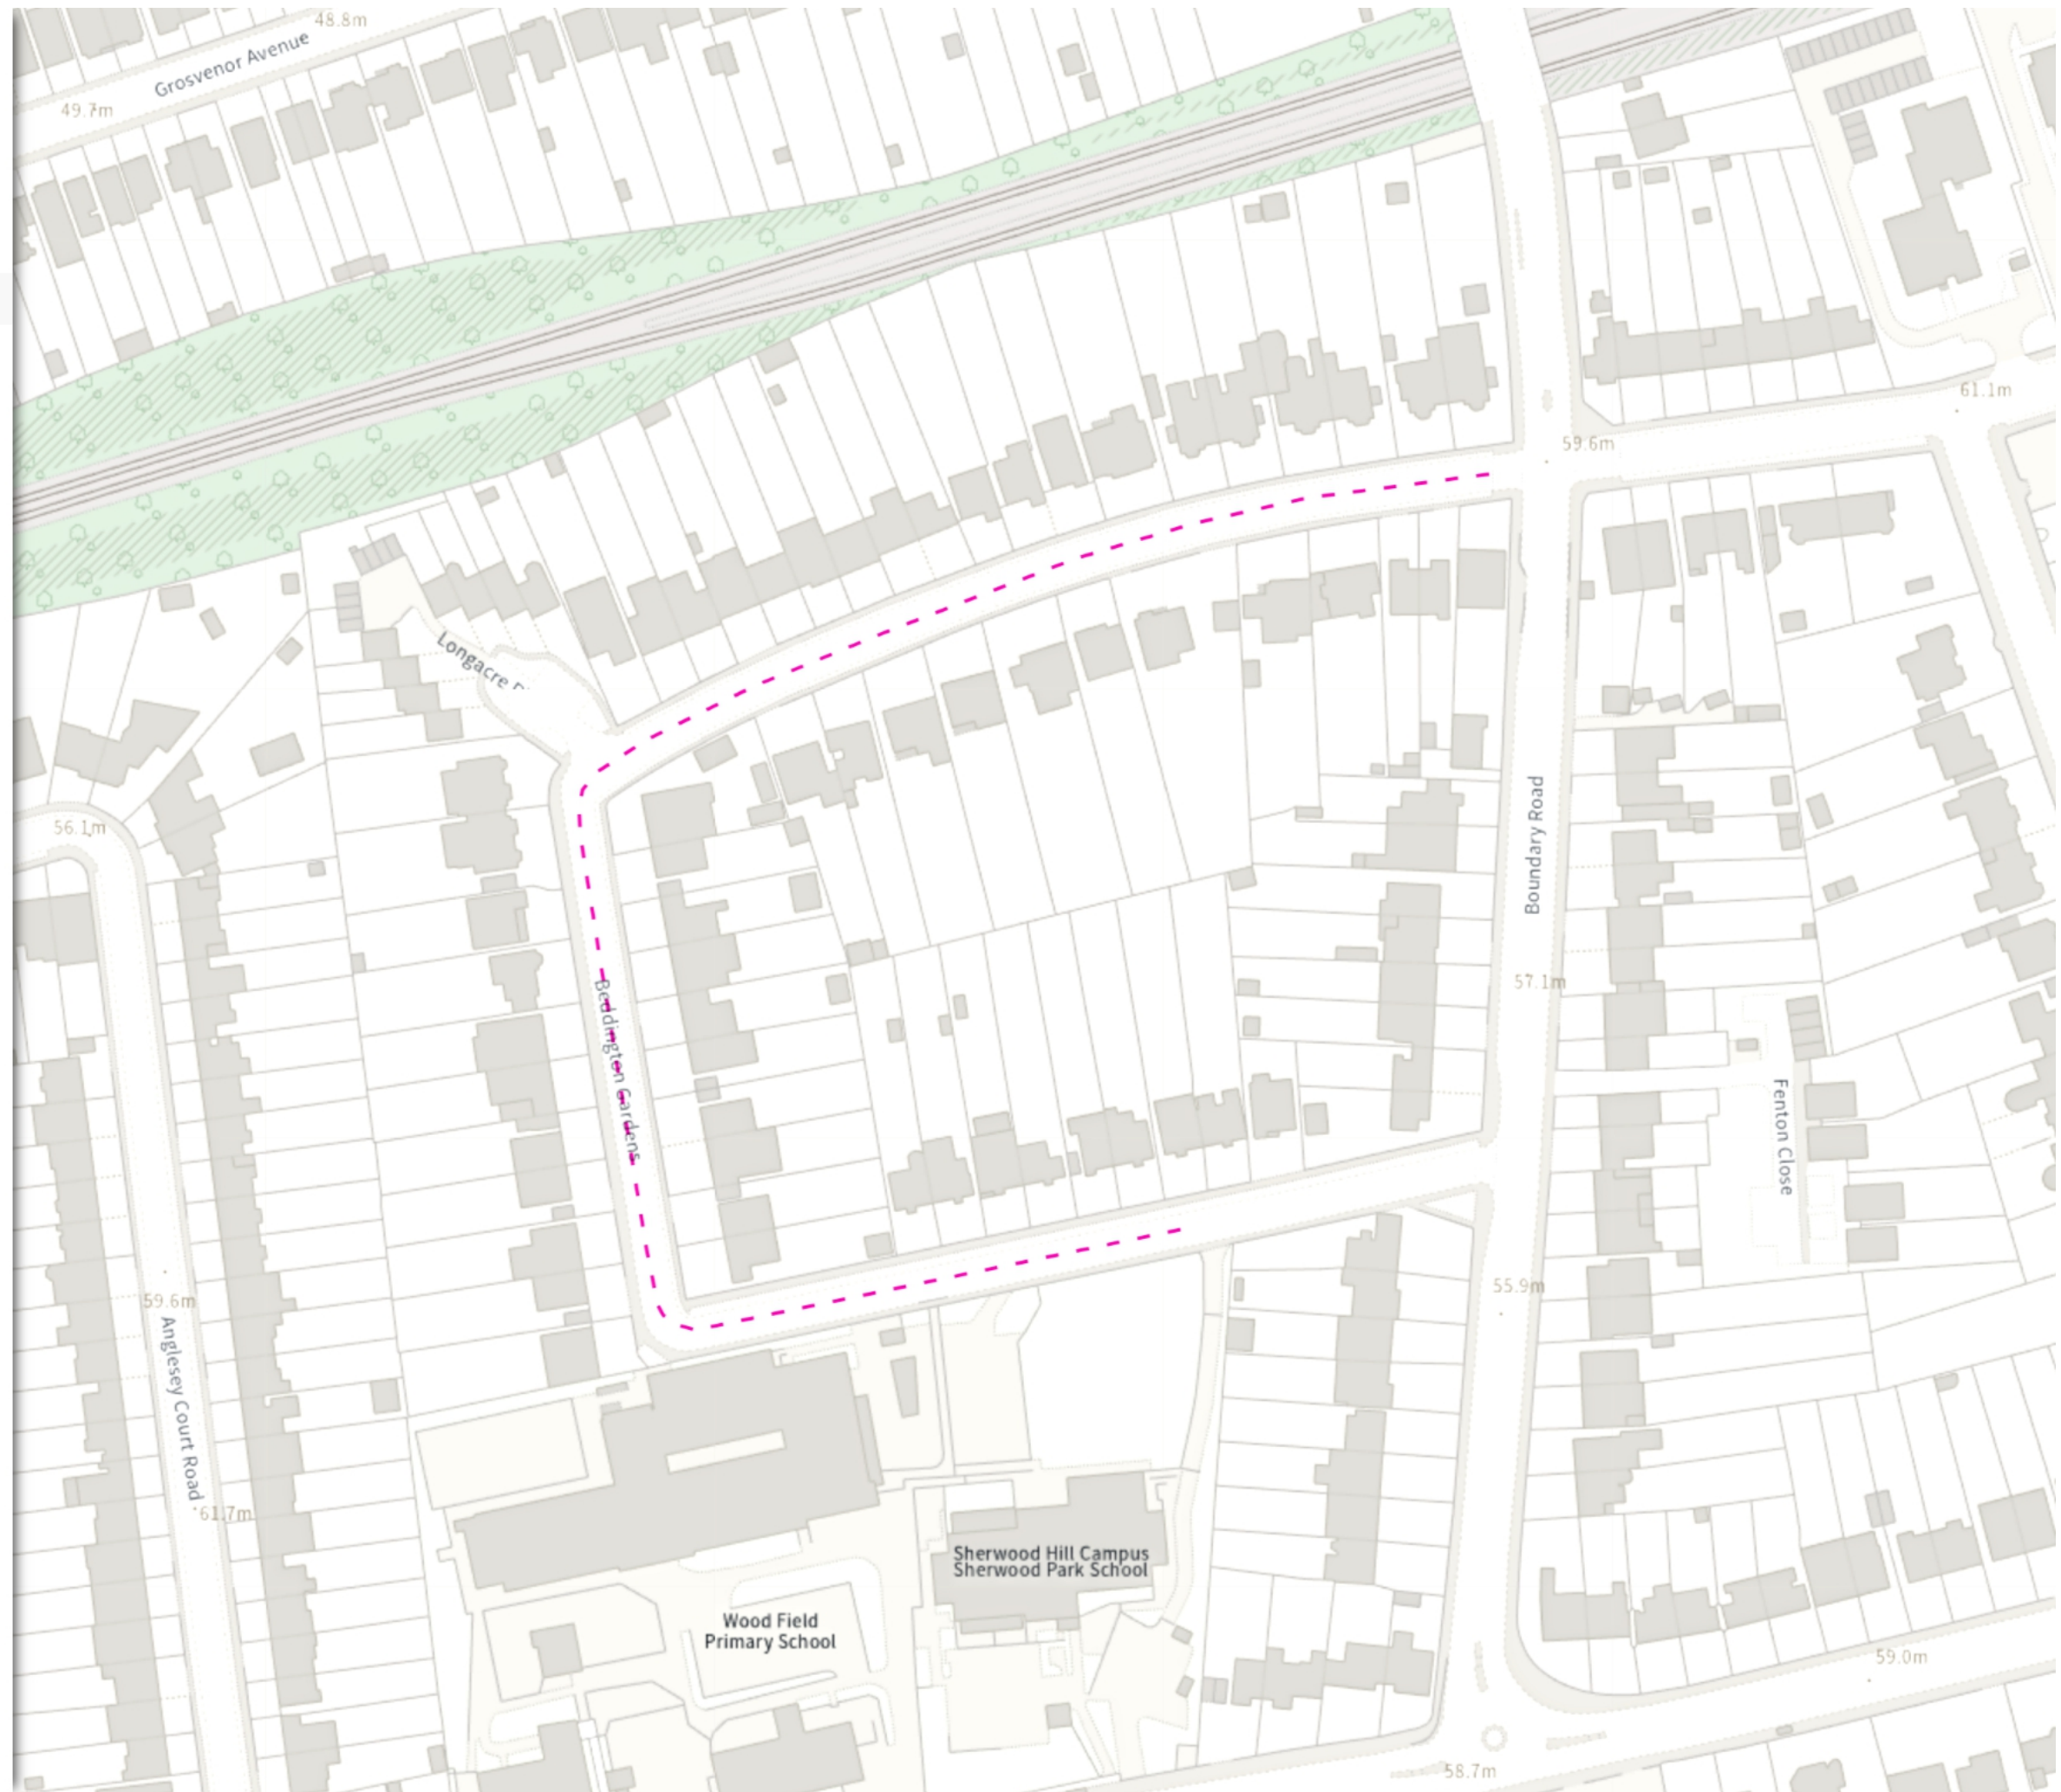 48.8m
Grosvenor Avenue
49.7m
61.1m
59.6m
Longacre
Boundary Road
56.1m
57.1m
Beddington Gardens
Fenton Close
55.9m
59.6m
Anglesey Court Road
61.7m
Sherwood Hill Campus
Sherwood Park School
Wood Field
Primary School
59.0m
58.7m